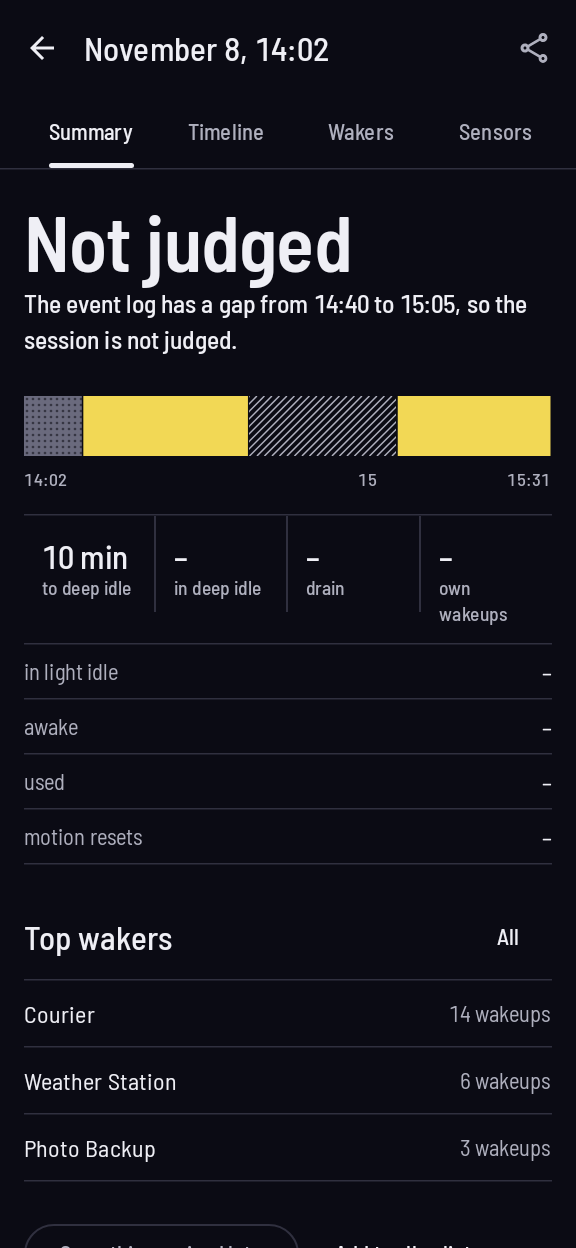 November 8, 14:02
Summary Timeline Wakers Sensors
Not judged
The event log has a gap from 14:40 to 15:05, so the
session is not judged.
14:02 15 15:31
10 min – – –
to deep idle in deep idle drain own
wakeups
in light idle –
awake –
used –
motion resets –
Top wakers All
Courier 14 wakeups
Weather Station 6 wakeups
Photo Backup 3 wakeups